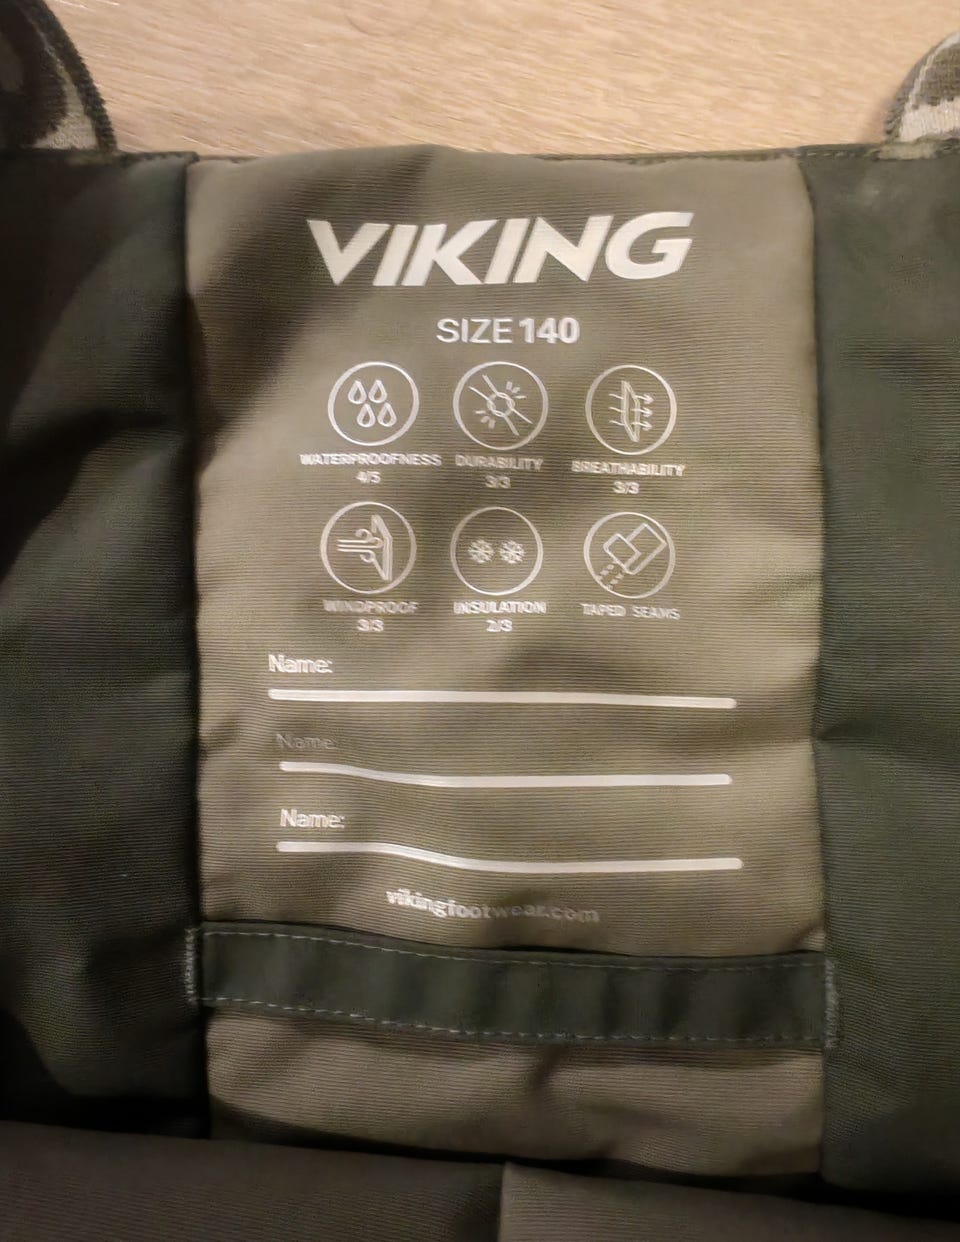 VIKING
SIZE 140
WATERPROOFNESS DURABILITY BREATHABILITY
4/5 3/3 3/3
WINDPROOF INSULATION TAPED SEAMS
3/3 2/3
Name:
Name
Name:
vikingfootwear.com